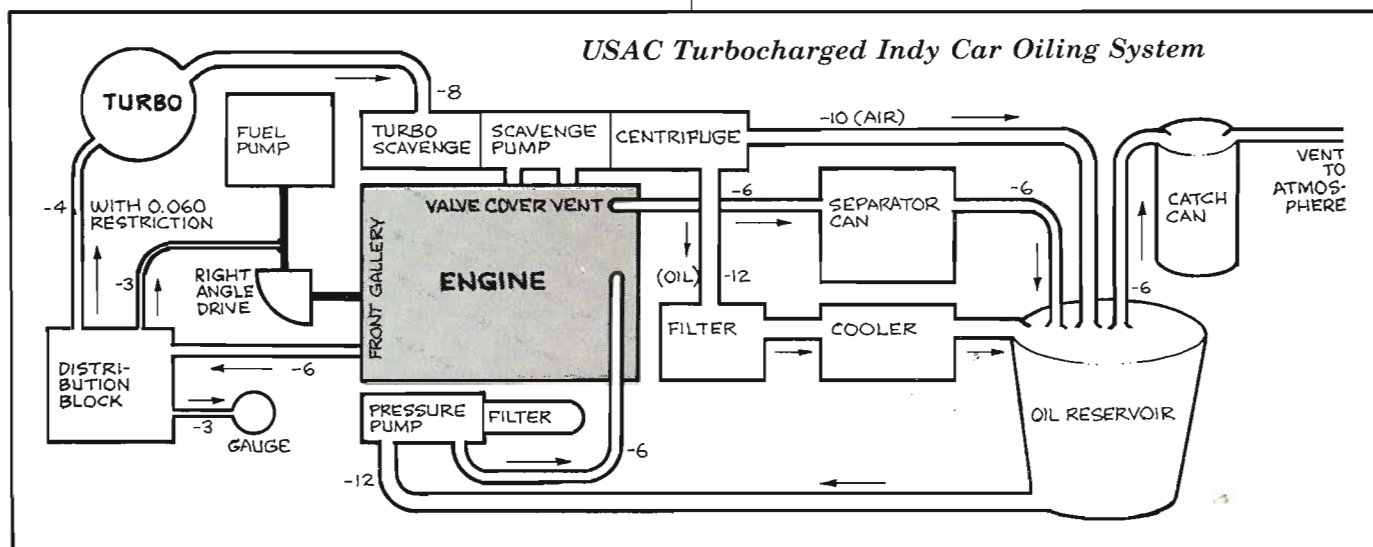 USAC Turbocharged Indy Car Oiling System
TURBO
-8
FUEL
PUMP
TURBO
SCAVENGE
SCAVENGE
PUMP
CENTRIFUGE
-10 (AIR)
VENT
TO
ATMOS-
PHERE
CATCH
CAN
-4
WITH 0.060
RESTRICTION
VALVE COVER VENT
-6
SEPARATOR
CAN
-6
-3
RIGHT
ANGLE
DRIVE
FRONT GALLERY
ENGINE
(OIL)
-12
-6
FILTER
COOLER
DISTRI-
BUTION
BLOCK
-6
-3
GAUGE
PRESSURE
PUMP
FILTER
-6
-12
OIL RESERVOIR